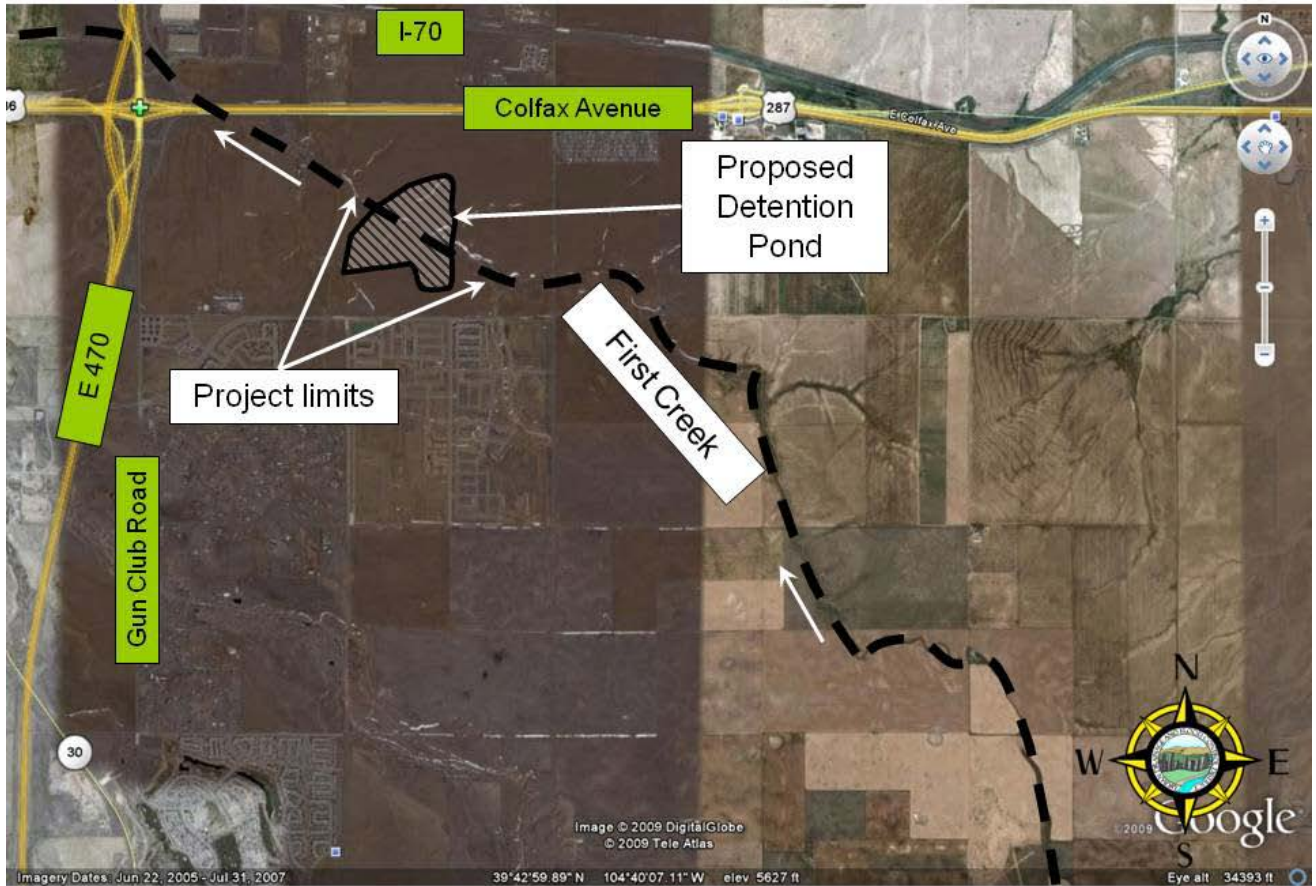 I-70
N
36
Colfax Avenue
287
E Colfax Ave
Proposed
Detention
Pond
E 470
Project limits
First Creek
Gun Club Road
30
N
W
E
S
Image © 2009 DigitalGlobe
© 2009 Tele Atlas
©2009 Google
Imagery Dates: Jun 22, 2005 - Jul 31, 2007
39°42'59.89" N 104°40'07.11" W elev 5627 ft
Eye alt 34393 ft